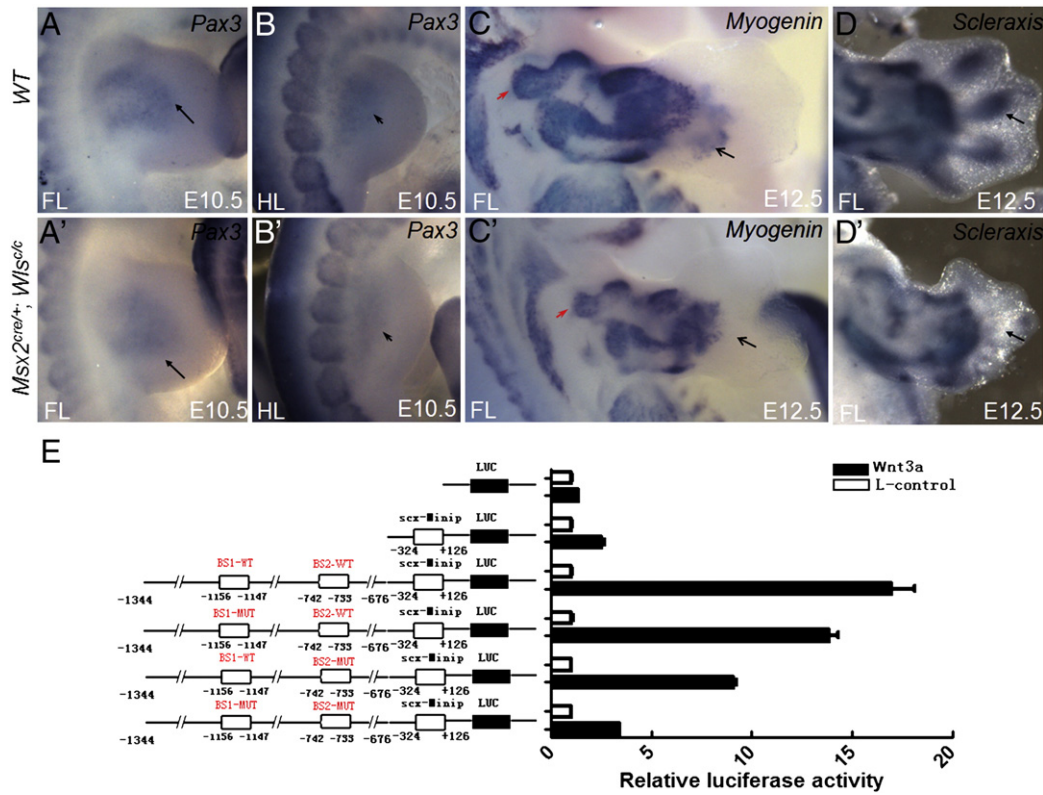 A Pax3 B Pax3 C Myogenin D Scleraxis
WT
FL E10.5 HL E10.5 FL E12.5 FL E12.5
A' Pax3 B' Pax3 C' Myogenin D' Scleraxis
Msx2cre/+; Wlsc/c
FL E10.5 HL E10.5 FL E12.5 FL E12.5
E
Wnt3a
L-control
LUC
scx-Minip LUC
-324 +126
BS1-WT BS2-WT scx-Minip LUC
-1344 -1156 -1147 -742 -733 -676 -324 +126
BS1-MUT BS2-WT scx-Minip LUC
-1344 -1156 -1147 -742 -733 -676 -324 +126
BS1-WT BS2-MUT scx-Minip LUC
-1344 -1156 -1147 -742 -733 -676 -324 +126
BS1-MUT BS2-MUT scx-Minip LUC
-1344 -1156 -1147 -742 -733 -676 -324 +126
0 5 10 15 20
Relative luciferase activity